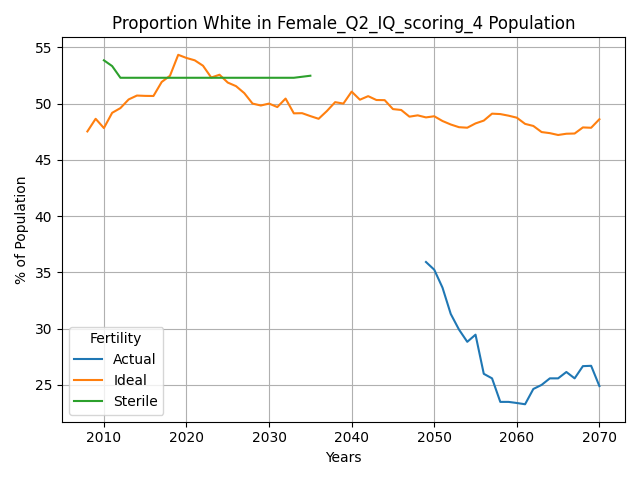 Proportion White in Female_Q2_IQ_scoring_4 Population
% of Population
55
50
45
40
35
30
25
Fertility
Actual
Ideal
Sterile
2010 2020 2030 2040 2050 2060 2070
Years